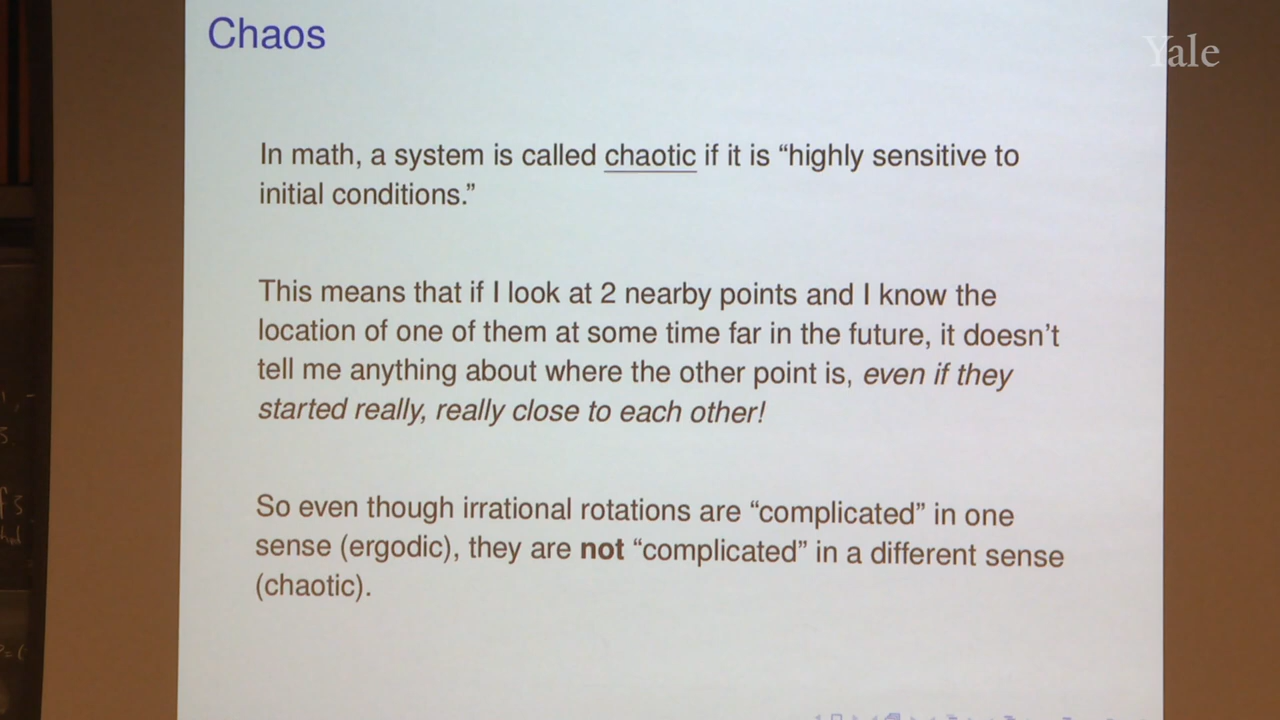 Chaos
Yale
In math, a system is called chaotic if it is “highly sensitive to
initial conditions.”
This means that if I look at 2 nearby points and I know the
location of one of them at some time far in the future, it doesn’t
tell me anything about where the other point is, even if they
started really, really close to each other!
So even though irrational rotations are “complicated” in one
sense (ergodic), they are not “complicated” in a different sense
(chaotic).